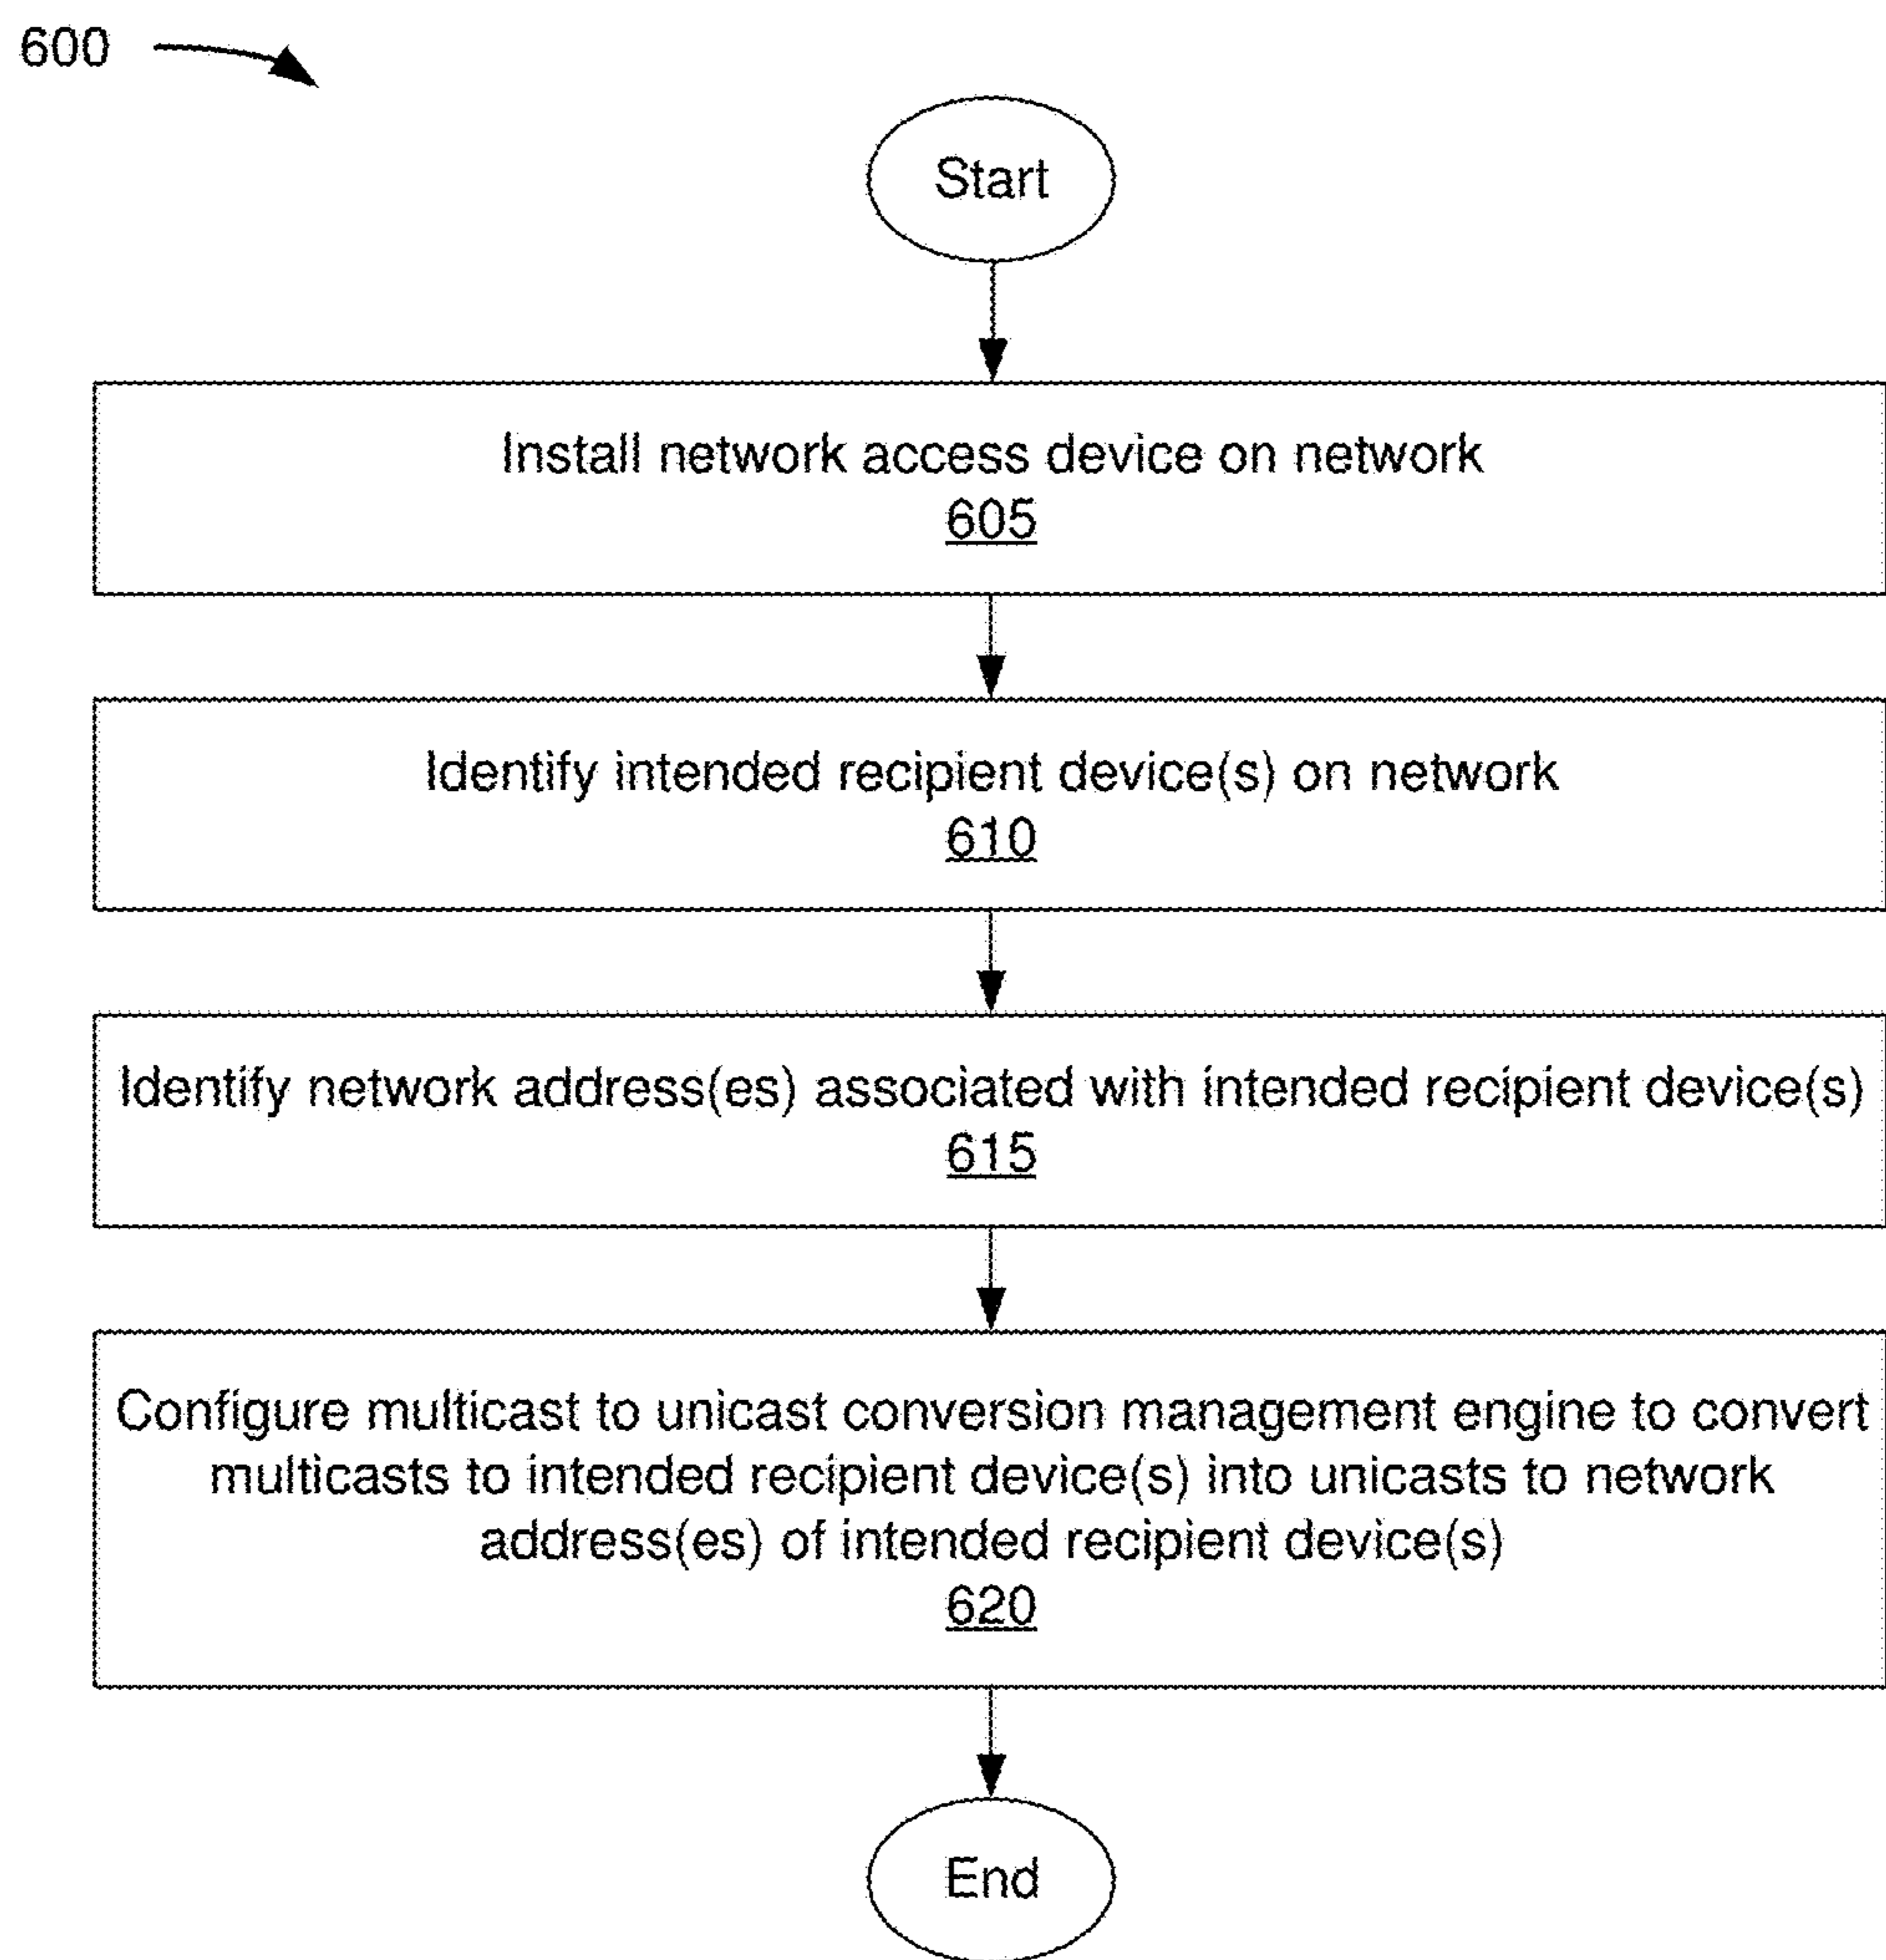 600
Start
Install network access device on network
605
Identify intended recipient device(s) on network
610
Identify network address(es) associated with intended recipient device(s)
615
Configure multicast to unicast conversion management engine to convert
multicasts to intended recipient device(s) into unicasts to network
address(es) of intended recipient device(s)
620
End